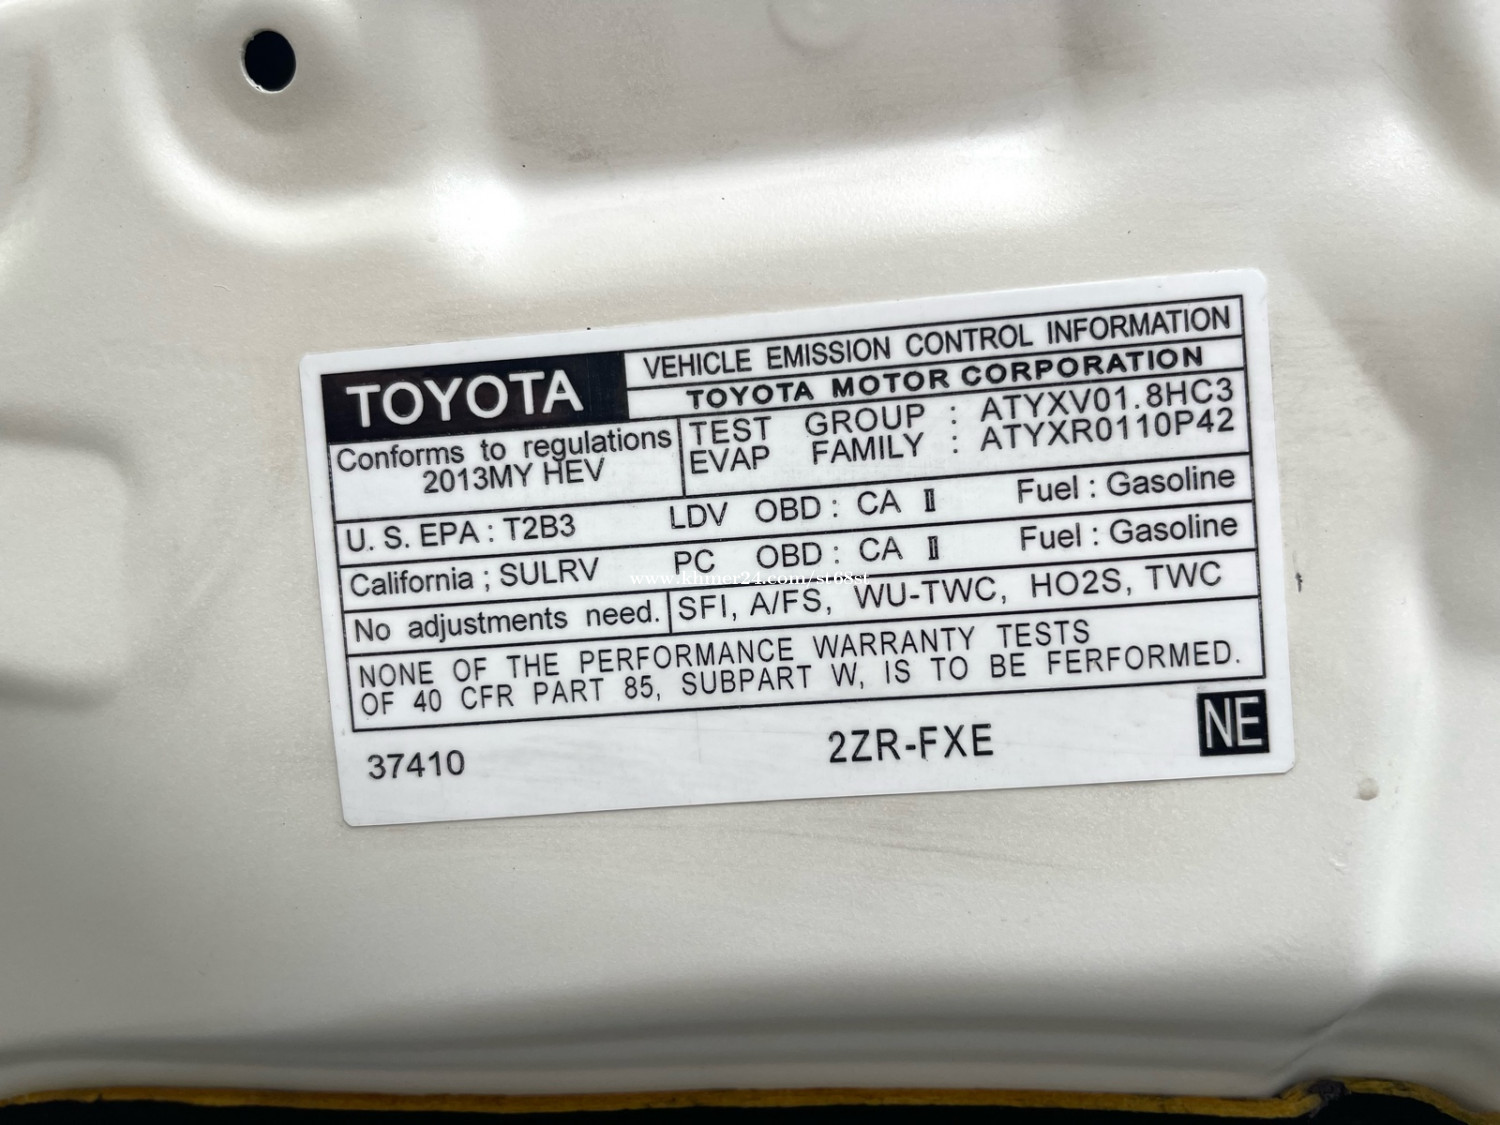 TOYOTA
VEHICLE EMISSION CONTROL INFORMATION
TOYOTA MOTOR CORPORATION
Conforms to regulations
2013MY HEV
TEST GROUP : ATYXV01.8HC3
EVAP FAMILY : ATYXR0110P42
U. S. EPA : T2B3 LDV OBD : CA Ⅱ Fuel : Gasoline
California ; SULRV PC OBD : CA Ⅱ Fuel : Gasoline
www.khmer24.com/st68st
No adjustments need. SFI, A/FS, WU-TWC, HO2S, TWC
NONE OF THE PERFORMANCE WARRANTY TESTS
OF 40 CFR PART 85, SUBPART W, IS TO BE FERFORMED.
37410 2ZR-FXE NE